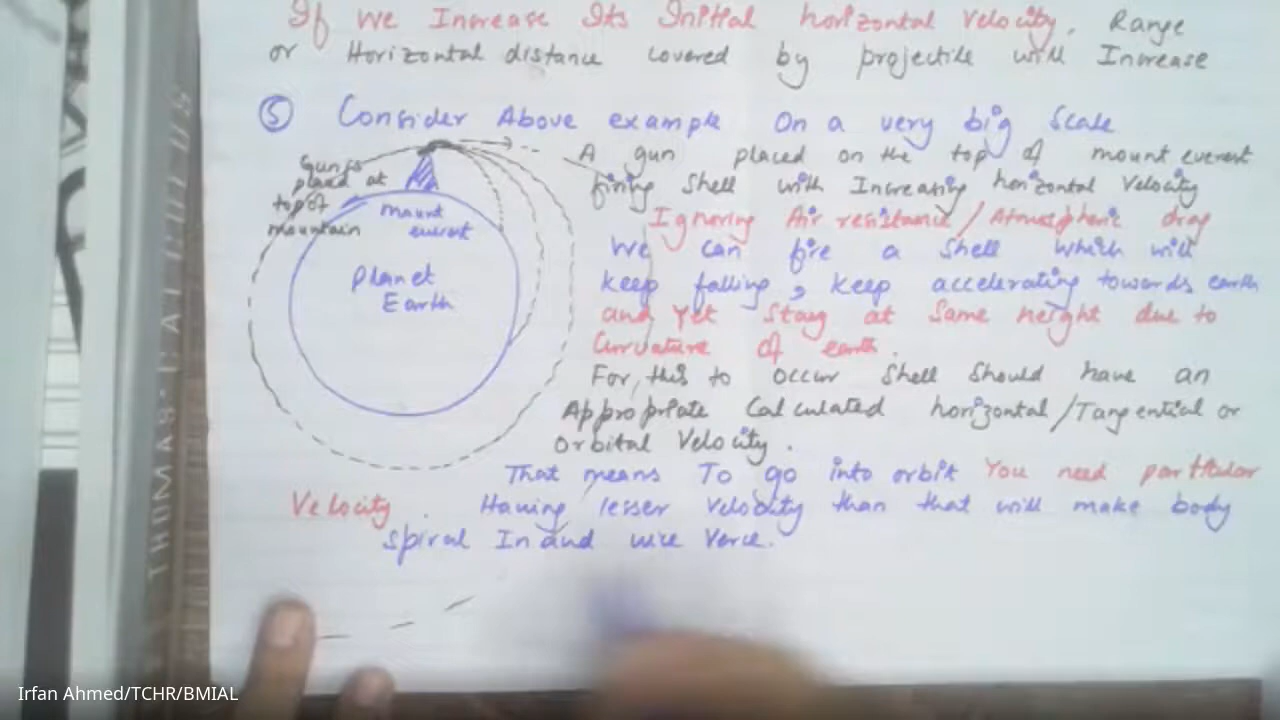 If We Increase Its Initial horizontal velocity, Range
or Horizontal distance covered by projectile will Increase
⑤ Consider Above example On a very big Scale
Gun is placed at top of mountain
mount everest
Planet Earth
A gun placed on the top of mount everest
firing Shell with Increasing horizontal Velocity
Ignoring Air resistance/Atmospheric drag
We can fire a Shell which will
keep falling, keep accelerating towards earth
and Yet Stay at Same height due to
Curvature of earth.
For, this to occur Shell Should have an
Appropriate Calculated horizontal/Tangential or
Orbital Velocity.
That means To go into orbit You need particular
Velocity. Having lesser Velocity than that will make body
Spiral In and vice Verce.
THOMAS' CALCULUS
Irfan Ahmed/TCHR/BMIAL